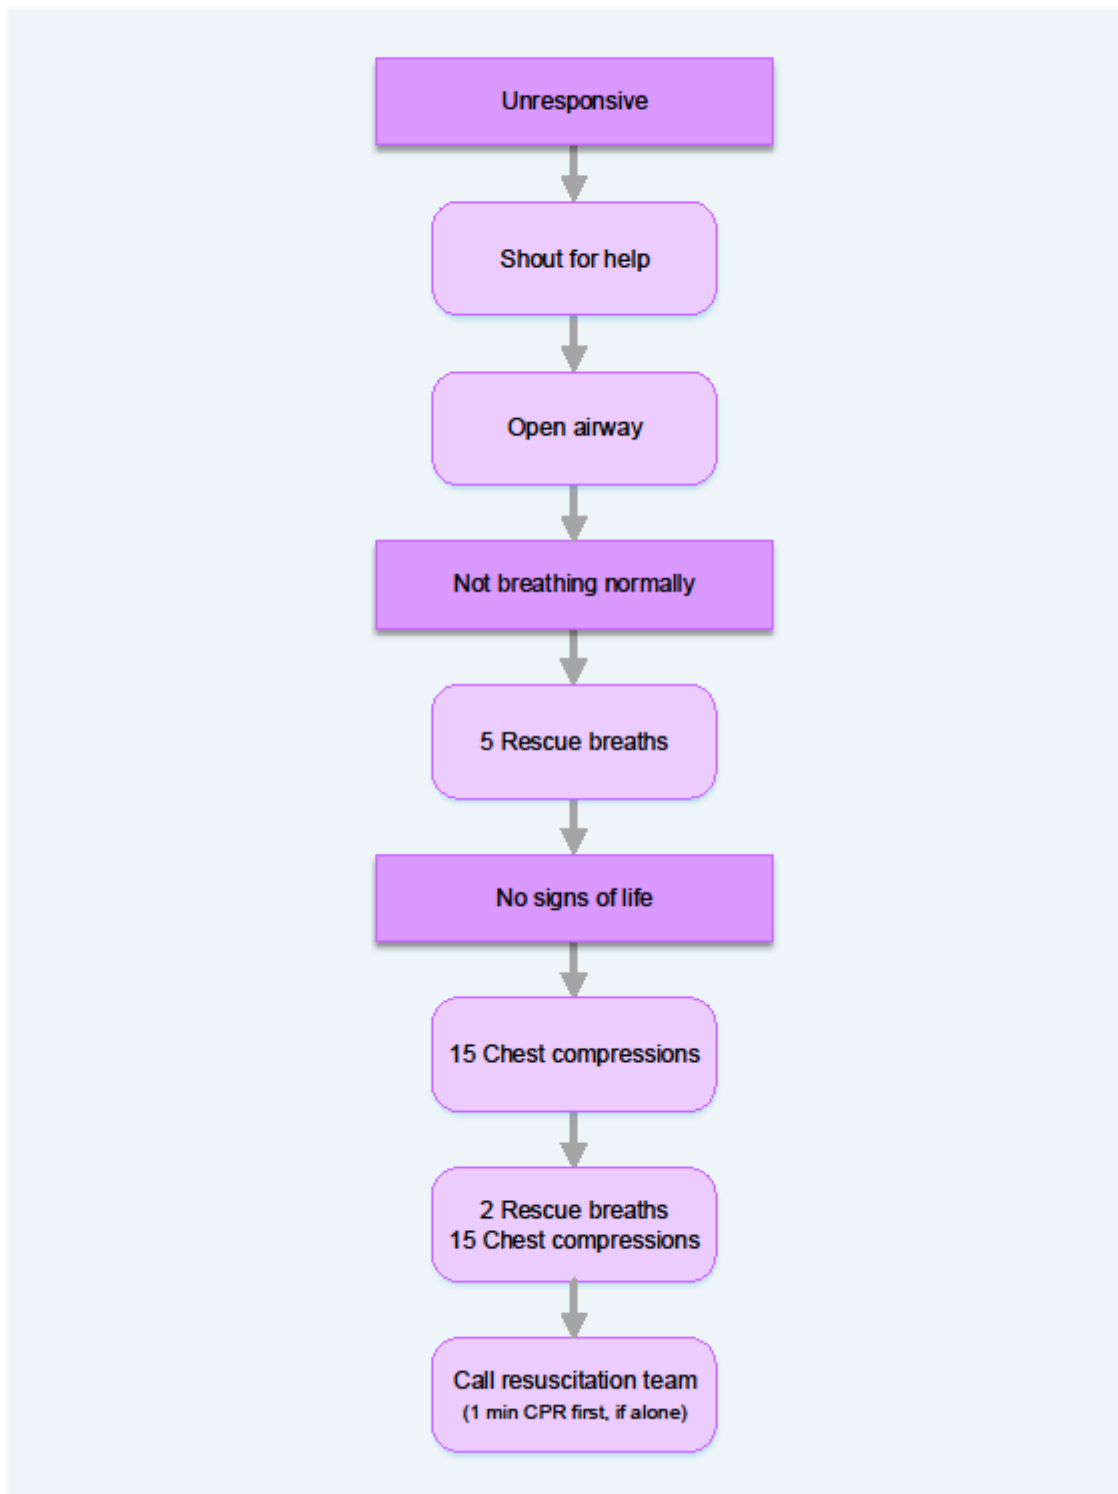 Unresponsive
Shout for help
Open airway
Not breathing normally
5 Rescue breaths
No signs of life
15 Chest compressions
2 Rescue breaths
15 Chest compressions
Call resuscitation team
(1 min CPR first, if alone)